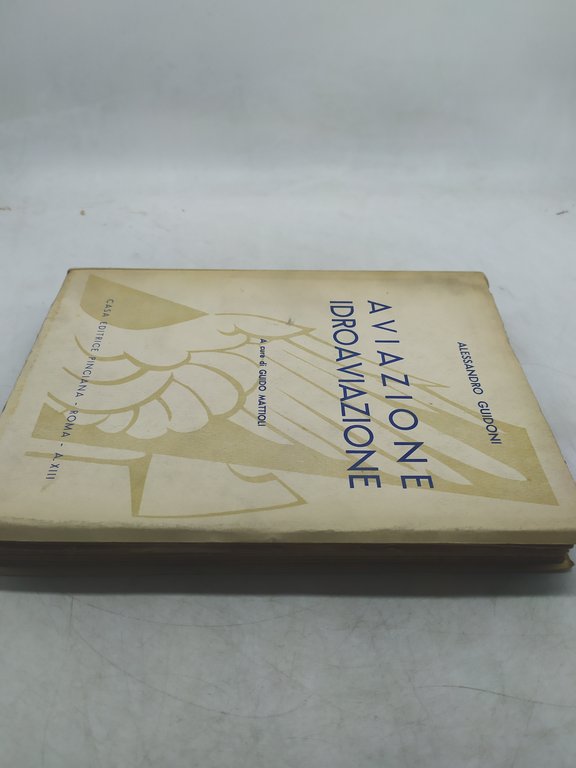 ALESSANDRO GUIDONI
AVIAZIONE
IDROAVIAZIONE
A cura di GUIDO MATTIOLI
CASA EDITRICE PINCIANA - ROMA - A. XIII